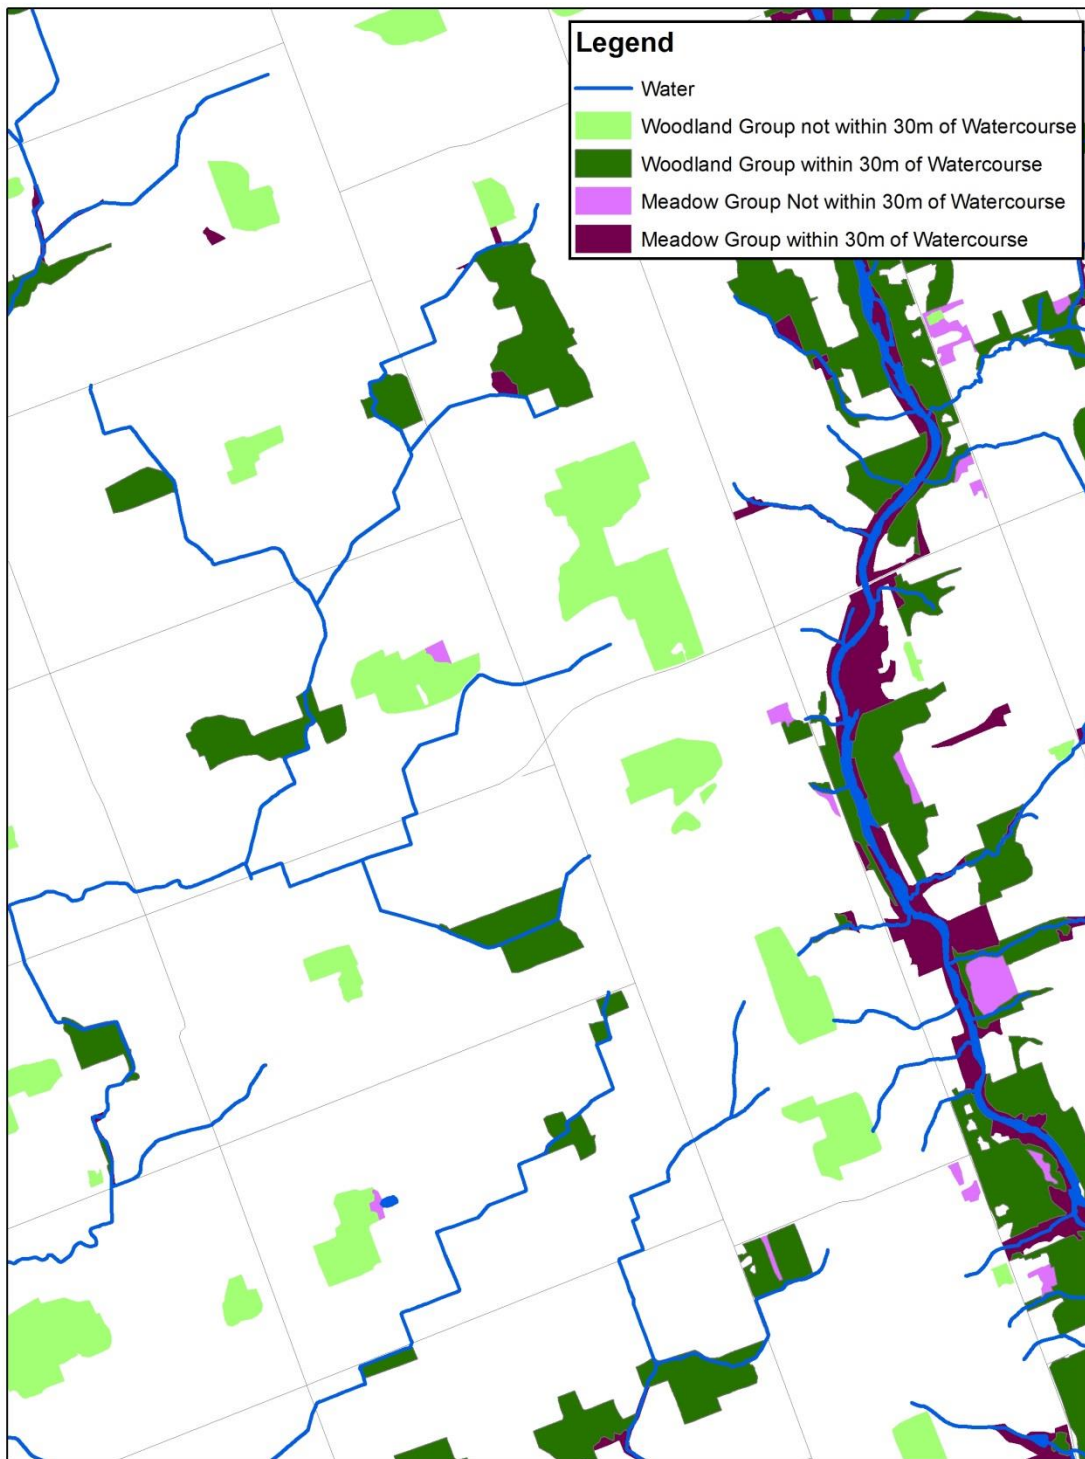 Legend
Water
Woodland Group not within 30m of Watercourse
Woodland Group within 30m of Watercourse
Meadow Group Not within 30m of Watercourse
Meadow Group within 30m of Watercourse